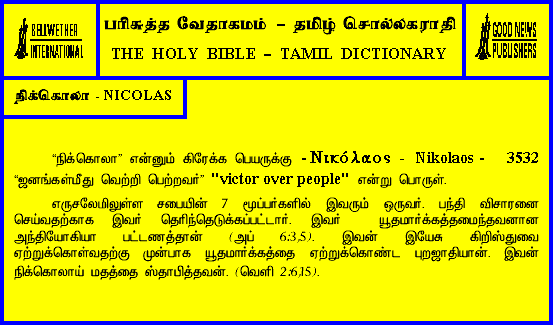 BELLWETHER
INTERNATIONAL
பரிசுத்த வேதாகமம் – தமிழ் சொல்லகராதி
THE HOLY BIBLE – TAMIL DICTIONARY
GOOD NEWS
PUBLISHERS
நிக்கொலா - NICOLAS
“நிக்கொலா” என்னும் கிரேக்க பெயருக்கு - Νικόλαος - Nikolaos - 3532
“ஜனங்கள்மீது வெற்றி பெற்றவர்” "victor over people" என்று பொருள்.
எருசலேமிலுள்ள சபையின் 7 மூப்பர்களில் இவரும் ஒருவர். பந்தி விசாரனை
செய்வதற்காக இவர் தெரிந்தெடுக்கப்பட்டார். இவர் யூதமார்க்கத்தமைந்தவனான
அந்தியோகியா பட்டணத்தான் (அப் 6:3,5). இவன் இயேசு கிறிஸ்துவை
ஏற்றுக்கொள்வதற்கு முன்பாக யூதமார்க்கத்தை ஏற்றுக்கொண்ட புறஜாதியான். இவன்
நிக்கொலாய் மதத்தை ஸ்தாபித்தவன். (வெளி 2:6,15).